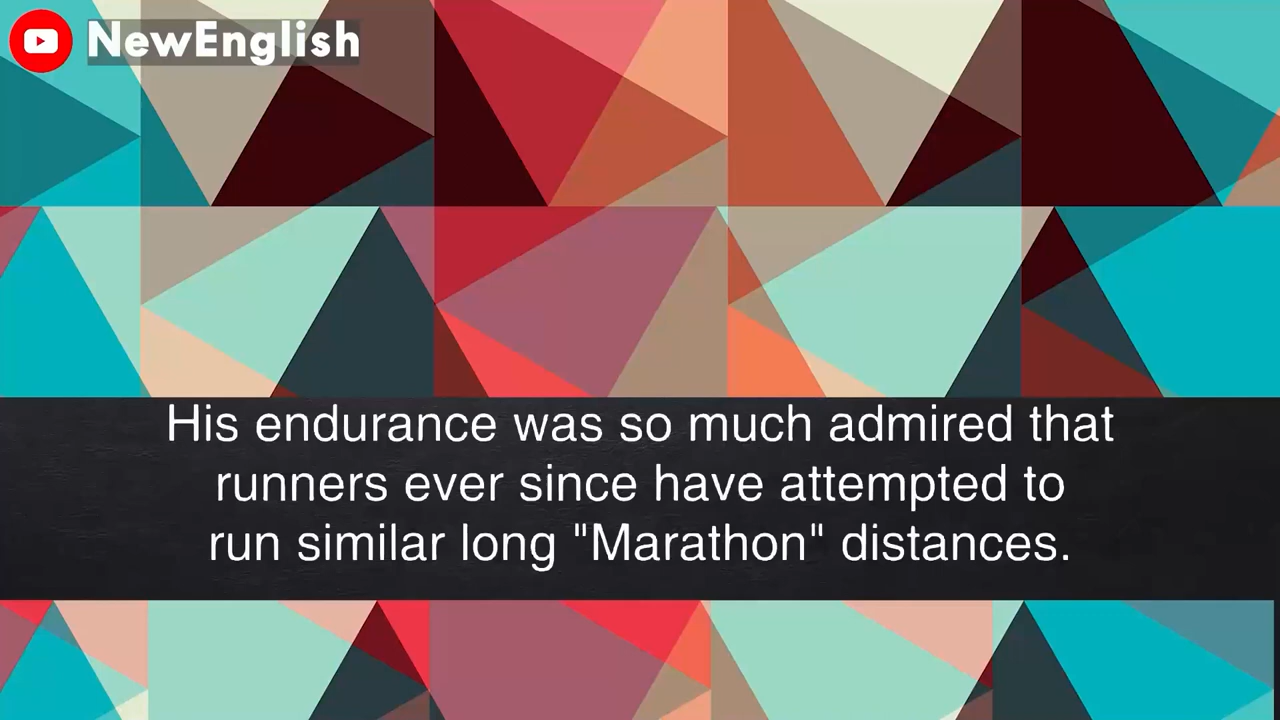 NewEnglish
His endurance was so much admired that
runners ever since have attempted to
run similar long "Marathon" distances.